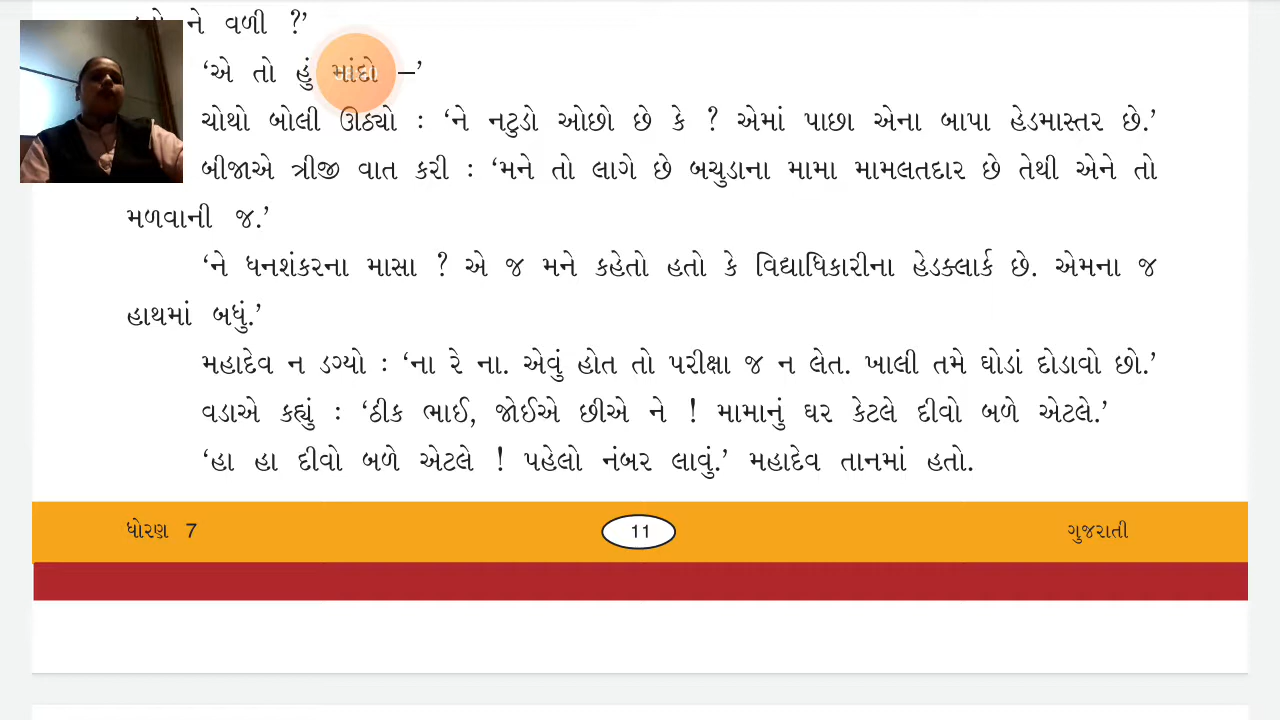 ને વળી ?’
‘એ તો હું માંદો –’
ચોથો બોલી ઊઠ્યો : ‘ને નટુડો ઓછો છે કે ? એમાં પાછા એના બાપા હેડમાસ્તર છે.’
બીજાએ ત્રીજી વાત કરી : ‘મને તો લાગે છે બચુડાના મામા મામલતદાર છે તેથી એને તો
મળવાની જ.’
‘ને ધનશંકરના માસા ? એ જ મને કહેતો હતો કે વિદ્યાધિકારીના હેડક્લાર્ક છે. એમના જ
હાથમાં બધું.’
મહાદેવ ન ડગ્યો : ‘ના રે ના. એવું હોત તો પરીક્ષા જ ન લેત. ખાલી તમે ઘોડાં દોડાવો છો.’
વડાએ કહ્યું : ‘ઠીક ભાઈ, જોઈએ છીએ ને ! મામાનું ઘર કેટલે દીવો બળે એટલે.’
‘હા હા દીવો બળે એટલે ! પહેલો નંબર લાવું.’ મહાદેવ તાનમાં હતો.
ધોરણ 7
11
ગુજરાતી